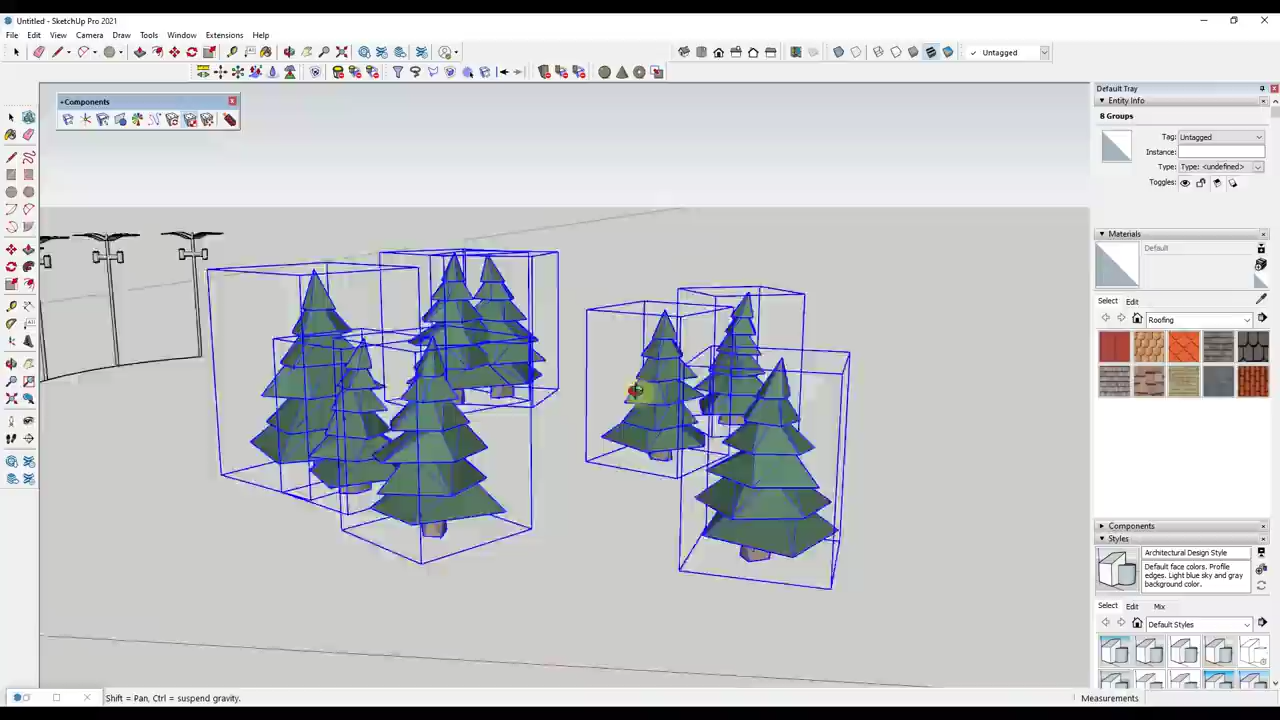 Untitled - SketchUp Pro 2021
File Edit View Camera Draw Tools Window Extensions Help
Untagged
+Components
Default Tray
Entity Info
8 Groups
Tag: Untagged
Instance:
Type: Type: <undefined>
Toggles:
Materials
Default
Select Edit
Roofing
Components
Styles
Architectural Design Style
Default face colors. Profile
edges. Light blue sky and gray
background color.
Select Edit Mix
Default Styles
Shift = Pan, Ctrl = suspend gravity.
Measurements